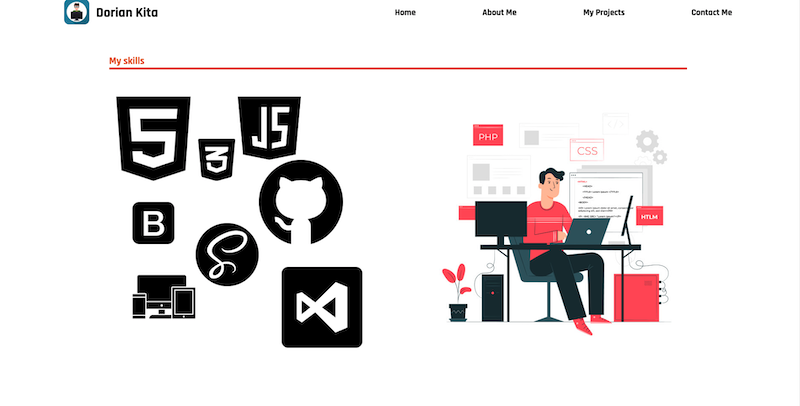 Dorian Kita
Home
About Me
My Projects
Contact Me
My skills
5
3
JS
B
PHP
CSS
HTLM